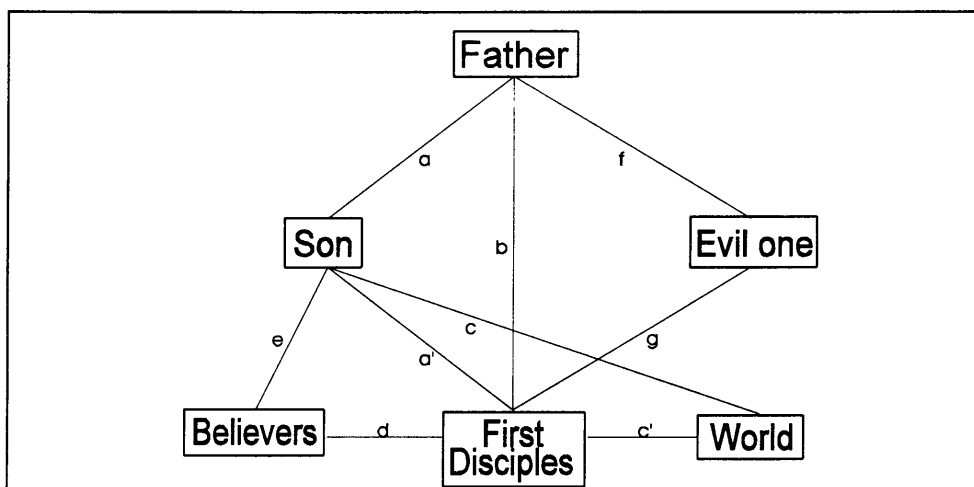 Father
a
f
Son
b
Evil one
c
e
a'
g
Believers
d
First
Disciples
c'
World